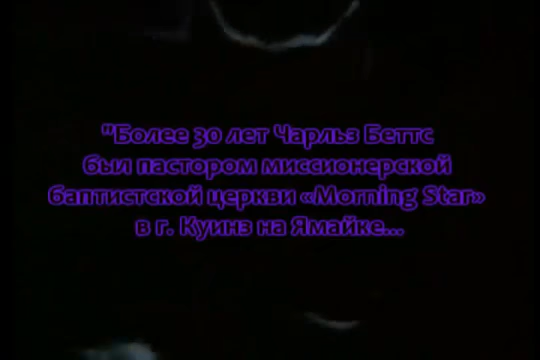 "Более 30 лет Чарльз Беттс
был пастором миссионерской
баптистской церкви «Morning Star»
в г. Куинз на Ямайке...